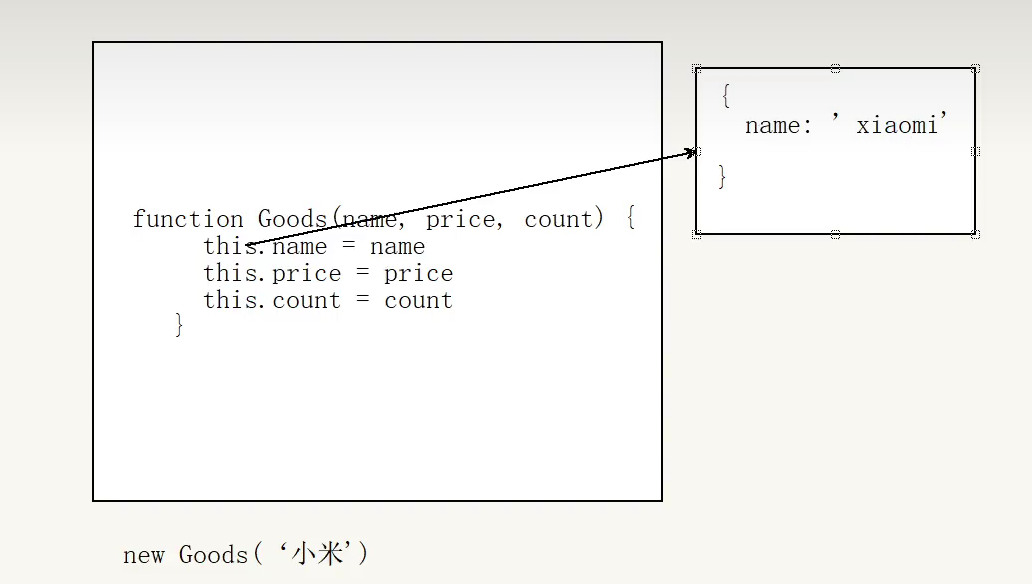 {
name: ’xiaomi’
}
function Goods(name, price, count) {
this.name = name
this.price = price
this.count = count
}
new Goods(‘小米’)